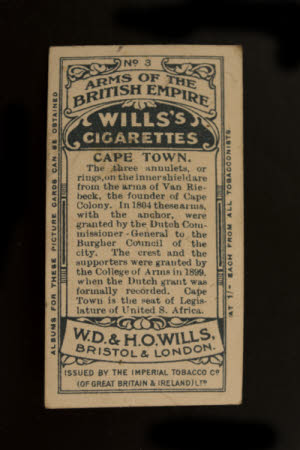 No 3
ARMS OF THE
BRITISH EMPIRE
WILLS'S
CIGARETTES
CAPE TOWN.
The three annulets, or
rings, on the inner shield are
from the arms of Van Rie-
beck, the founder of Cape
Colony. In 1804 these arms,
with the anchor, were
granted by the Dutch Com-
missioner-General to the
Burgher Council of the
city. The crest and the
supporters were granted by
the College of Arms in 1899,
when the Dutch grant was
formally recorded. Cape
Town is the seat of Legis-
lature of United S. Africa.
W.D. & H.O. WILLS,
BRISTOL & LONDON.
ISSUED BY THE IMPERIAL TOBACCO Co
(OF GREAT BRITAIN & IRELAND) LTD
ALBUMS FOR THESE PICTURE CARDS CAN BE OBTAINED
AT 1/- EACH FROM ALL TOBACCONISTS.